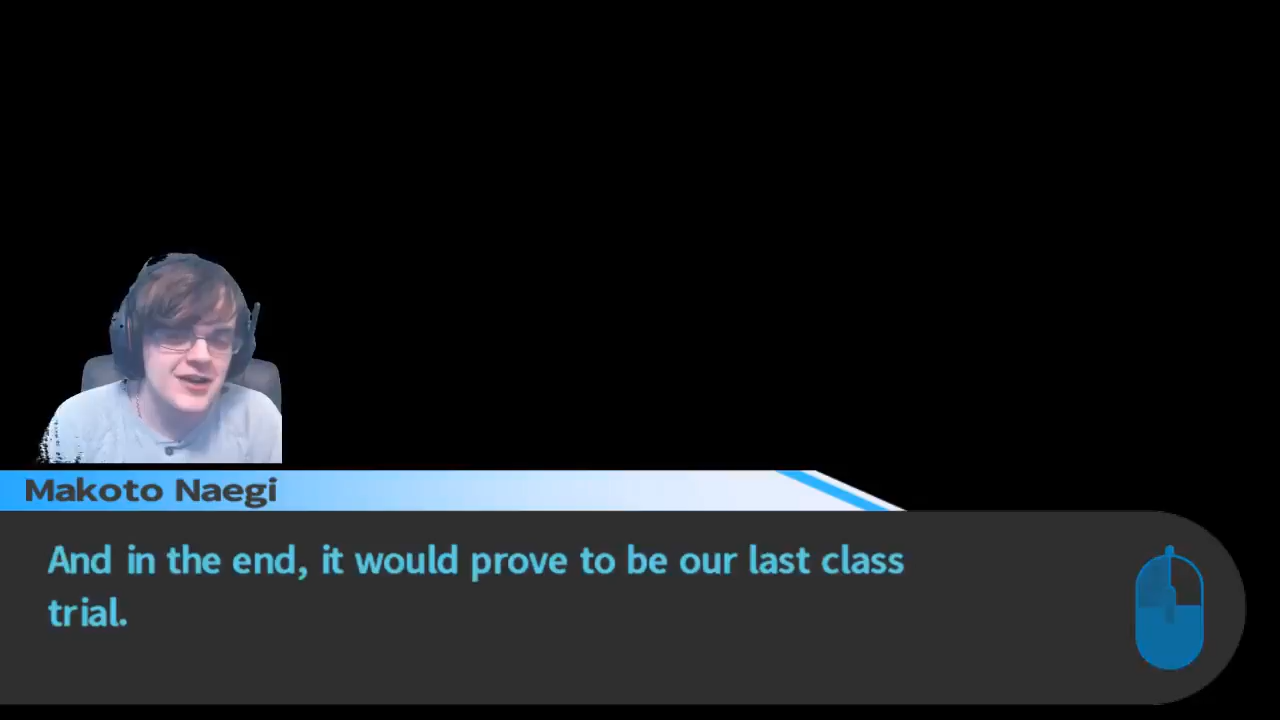 Makoto Naegi
And in the end, it would prove to be our last class
trial.